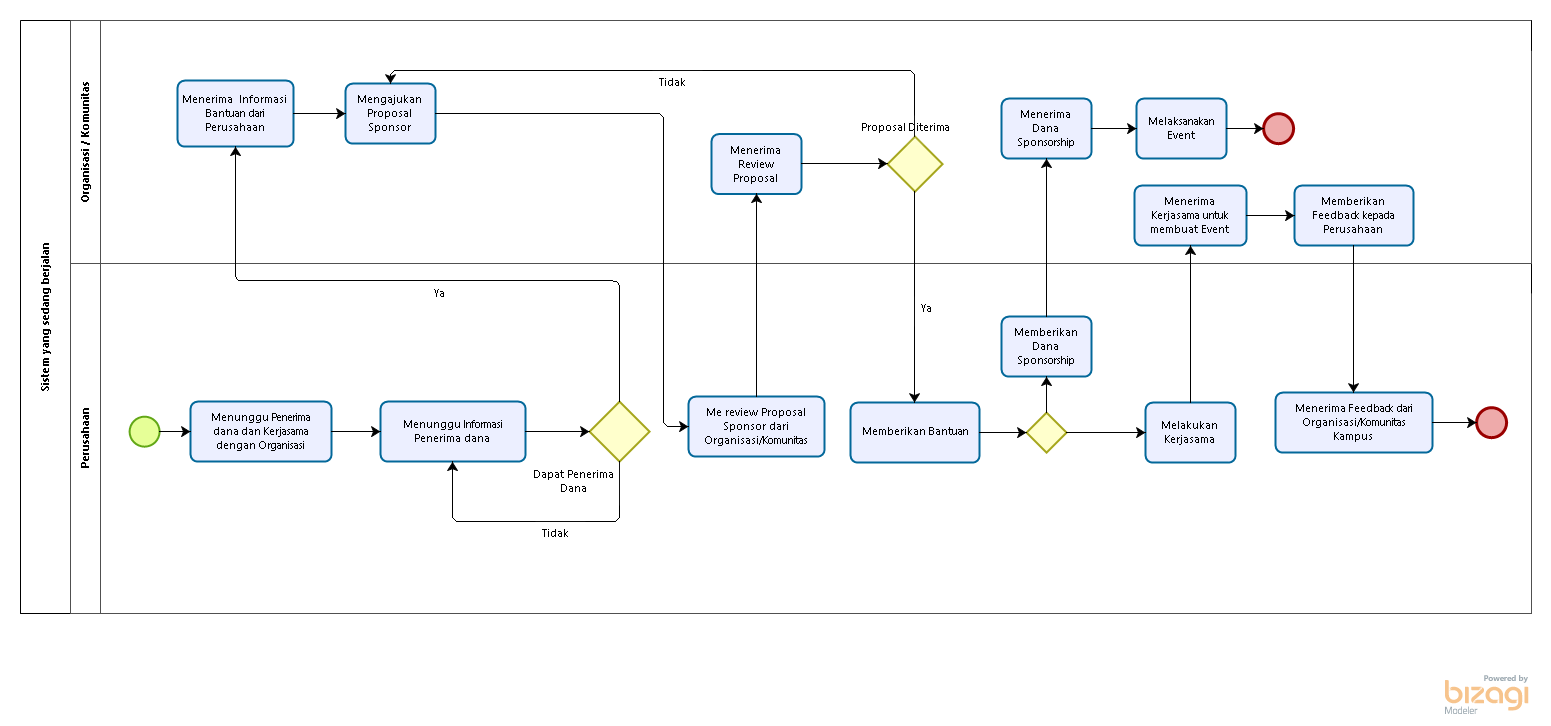 Sistem yang sedang berjalan
Organisasi / Komunitas
Menerima Informasi
Bantuan dari
Perusahaan
Mengajukan
Proposal
Sponsor
Tidak
Menerima
Review
Proposal
Proposal Diterima
Menerima
Dana
Sponsorship
Melaksanakan
Event
Menerima
Kerjasama untuk
membuat Event
Memberikan
Feedback kepada
Perusahaan
Perusahaan
Ya
Ya
Menunggu Penerima
dana dan Kerjasama
dengan Organisasi
Menunggu Informasi
Penerima dana
Dapat Penerima
Dana
Tidak
Me review Proposal
Sponsor dari
Organisasi/Komunitas
Memberikan Bantuan
Memberikan
Dana
Sponsorship
Melakukan
Kerjasama
Menerima Feedback dari
Organisasi/Komunitas
Kampus
Powered by
bizagi
Modeler